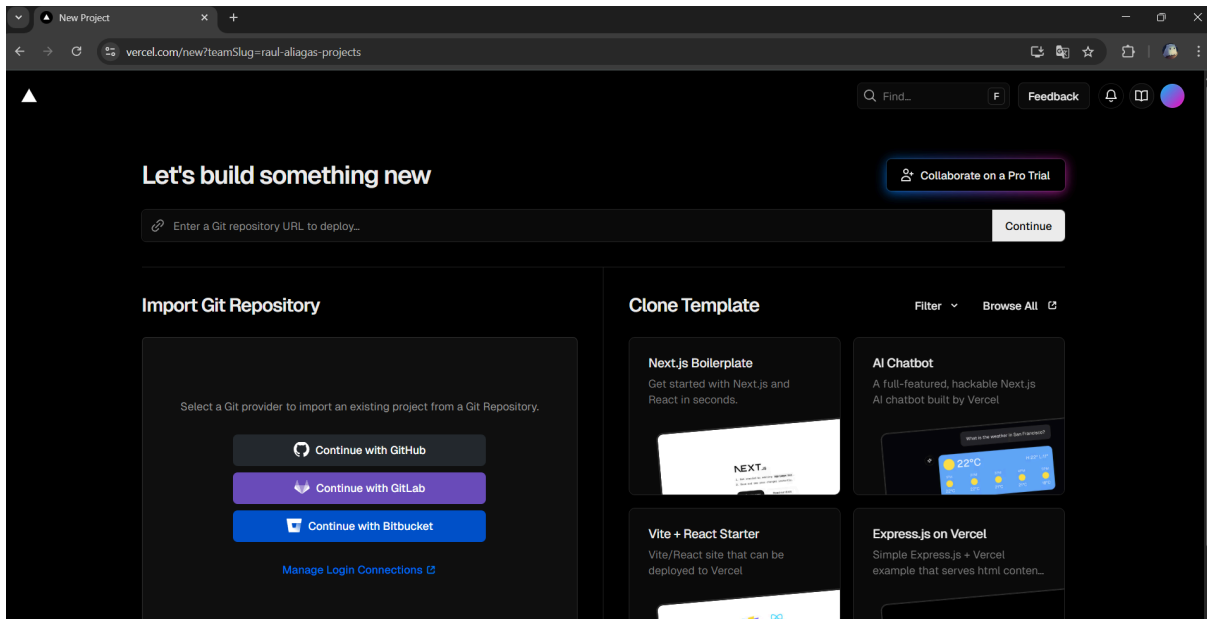 New Project
vercel.com/new?teamSlug=raul-aliagas-projects
Find...
F
Feedback
Let's build something new
Collaborate on a Pro Trial
Enter a Git repository URL to deploy...
Continue
Import Git Repository
Select a Git provider to import an existing project from a Git Repository.
Continue with GitHub
Continue with GitLab
Continue with Bitbucket
Manage Login Connections
Clone Template
Filter
Browse All
Next.js Boilerplate
Get started with Next.js and
React in seconds.
NEXT.js
AI Chatbot
A full-featured, hackable Next.js
AI chatbot built by Vercel
What is the weather in San Francisco?
22°C
Vite + React Starter
Vite/React site that can be
deployed to Vercel
Express.js on Vercel
Simple Express.js + Vercel
example that serves html conten...